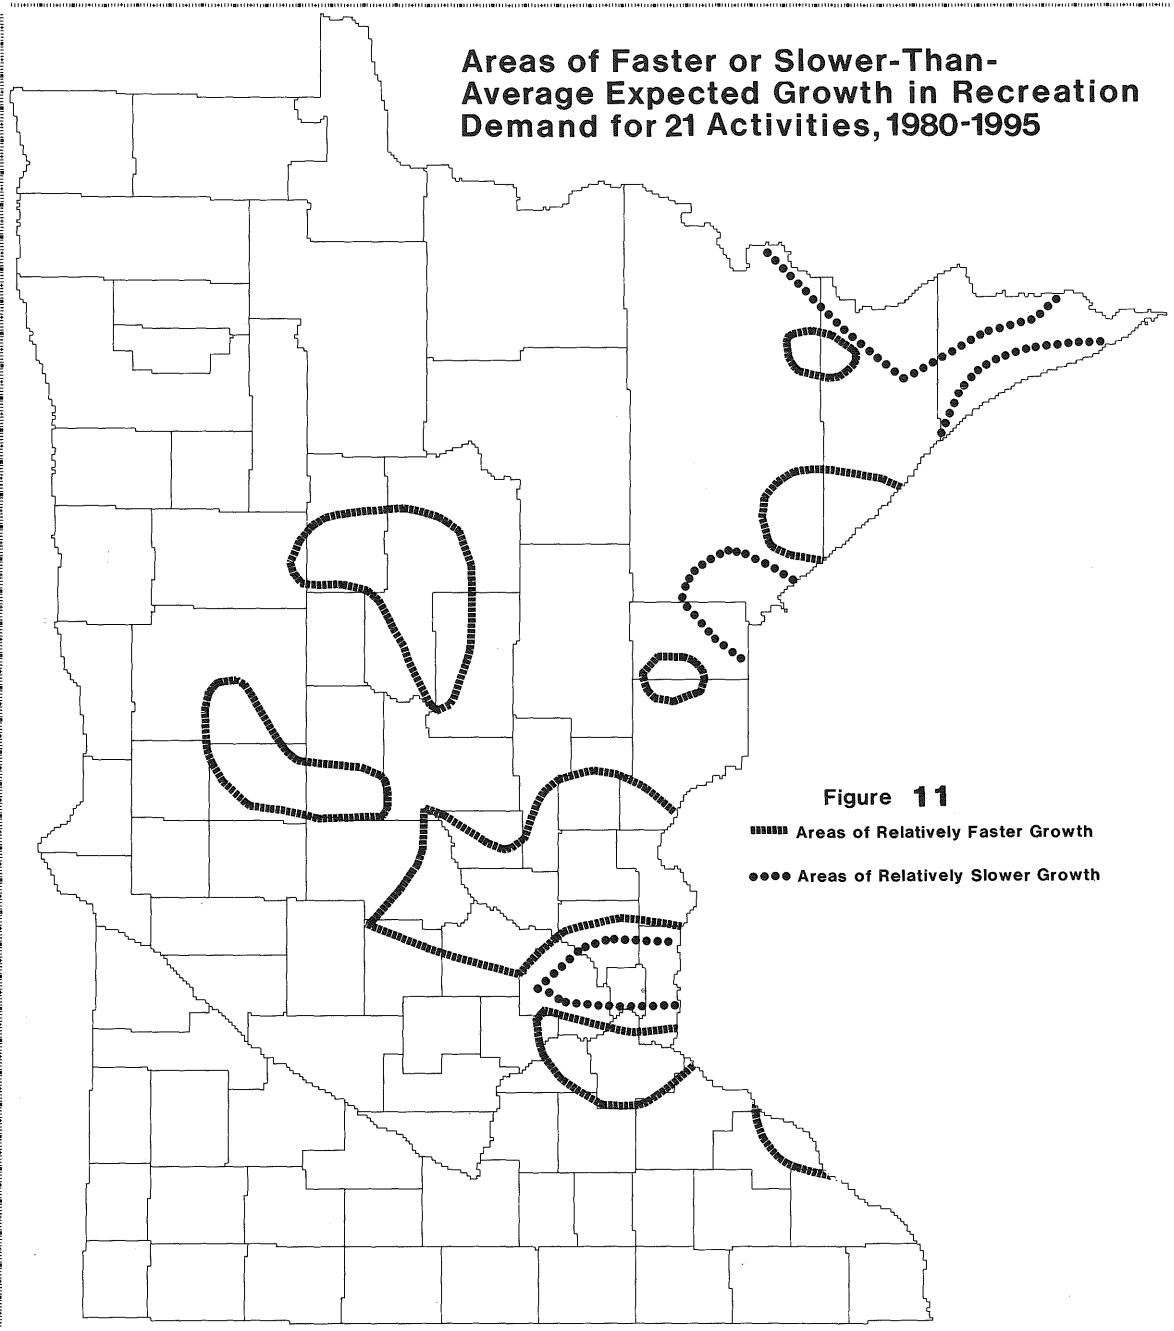 Areas of Faster or Slower-Than-
Average Expected Growth in Recreation
Demand for 21 Activities, 1980-1995
Figure 11
Areas of Relatively Faster Growth
Areas of Relatively Slower Growth